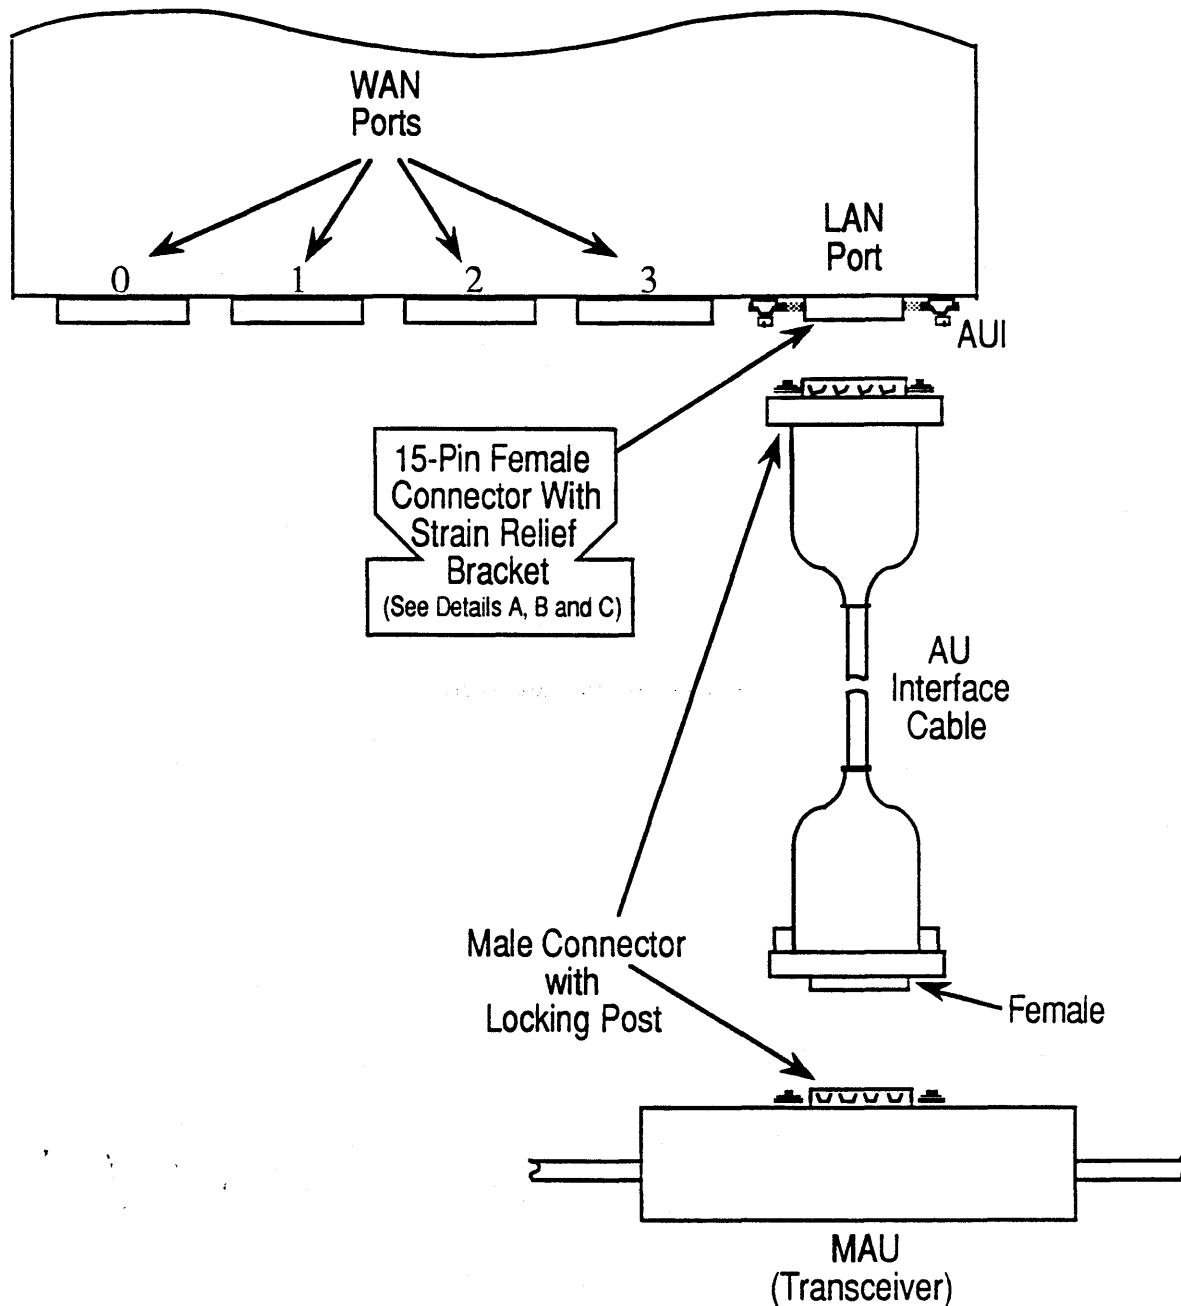 WAN
Ports
LAN
Port
0 1 2 3
AUI
15-Pin Female
Connector With
Strain Relief
Bracket
(See Details A, B and C)
AU
Interface
Cable
Male Connector
with
Locking Post
Female
MAU
(Transceiver)